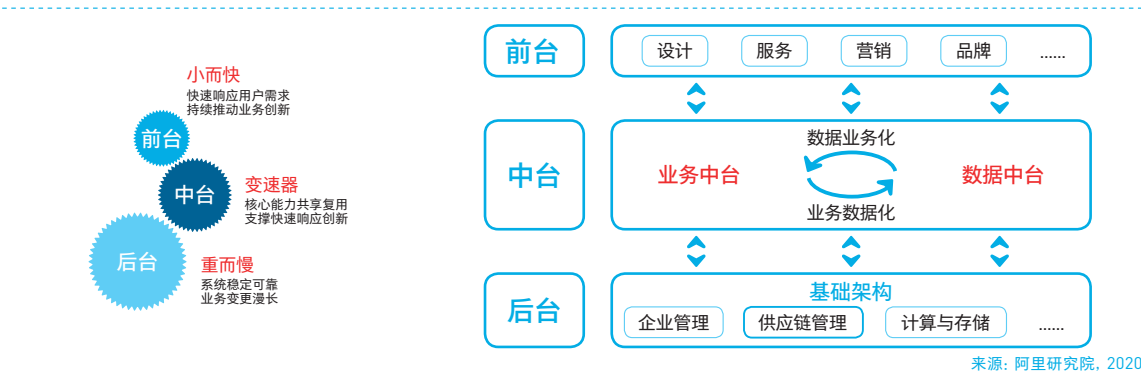 小而快
快速响应用户需求
持续推动业务创新
前台
中台
变速器
核心能力共享复用
支撑快速响应创新
后台
重而慢
系统稳定可靠
业务变更漫长
前台
设计 服务 营销 品牌 ......
中台
数据业务化
业务中台 数据中台
业务数据化
后台
基础架构
企业管理 供应链管理 计算与存储 ......
来源: 阿里研究院, 2020